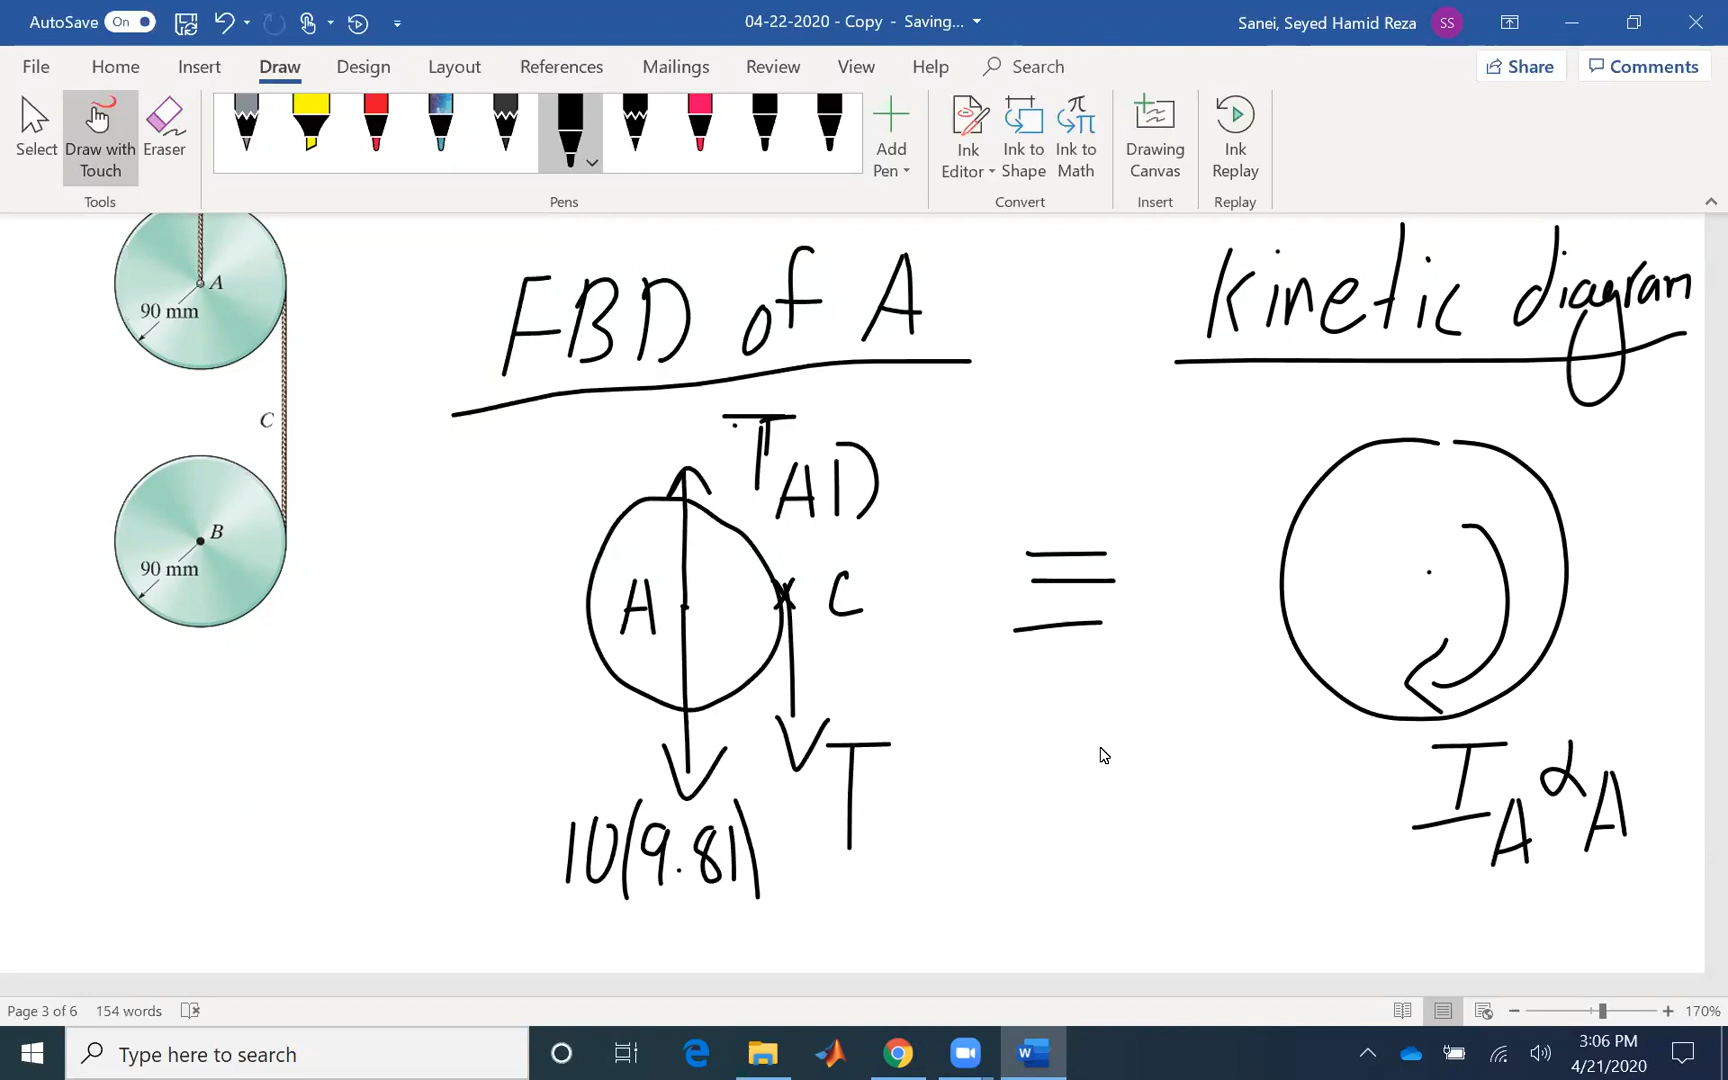 AutoSave On 04-22-2020 - Copy - Saving... Sanei, Seyed Hamid Reza SS
File Home Insert Draw Design Layout References Mailings Review View Help Search Share Comments
Select Draw with Touch Eraser Add Pen Ink Editor Ink to Shape Ink to Math Drawing Canvas Ink Replay
Tools Pens Convert Insert Replay
A
90 mm
C
B
90 mm
FBD of A
Kinetic diagram
T_AD
A
C
T
10(9.81)
I_A α_A
Page 3 of 6 154 words 170%
Type here to search
3:06 PM
4/21/2020